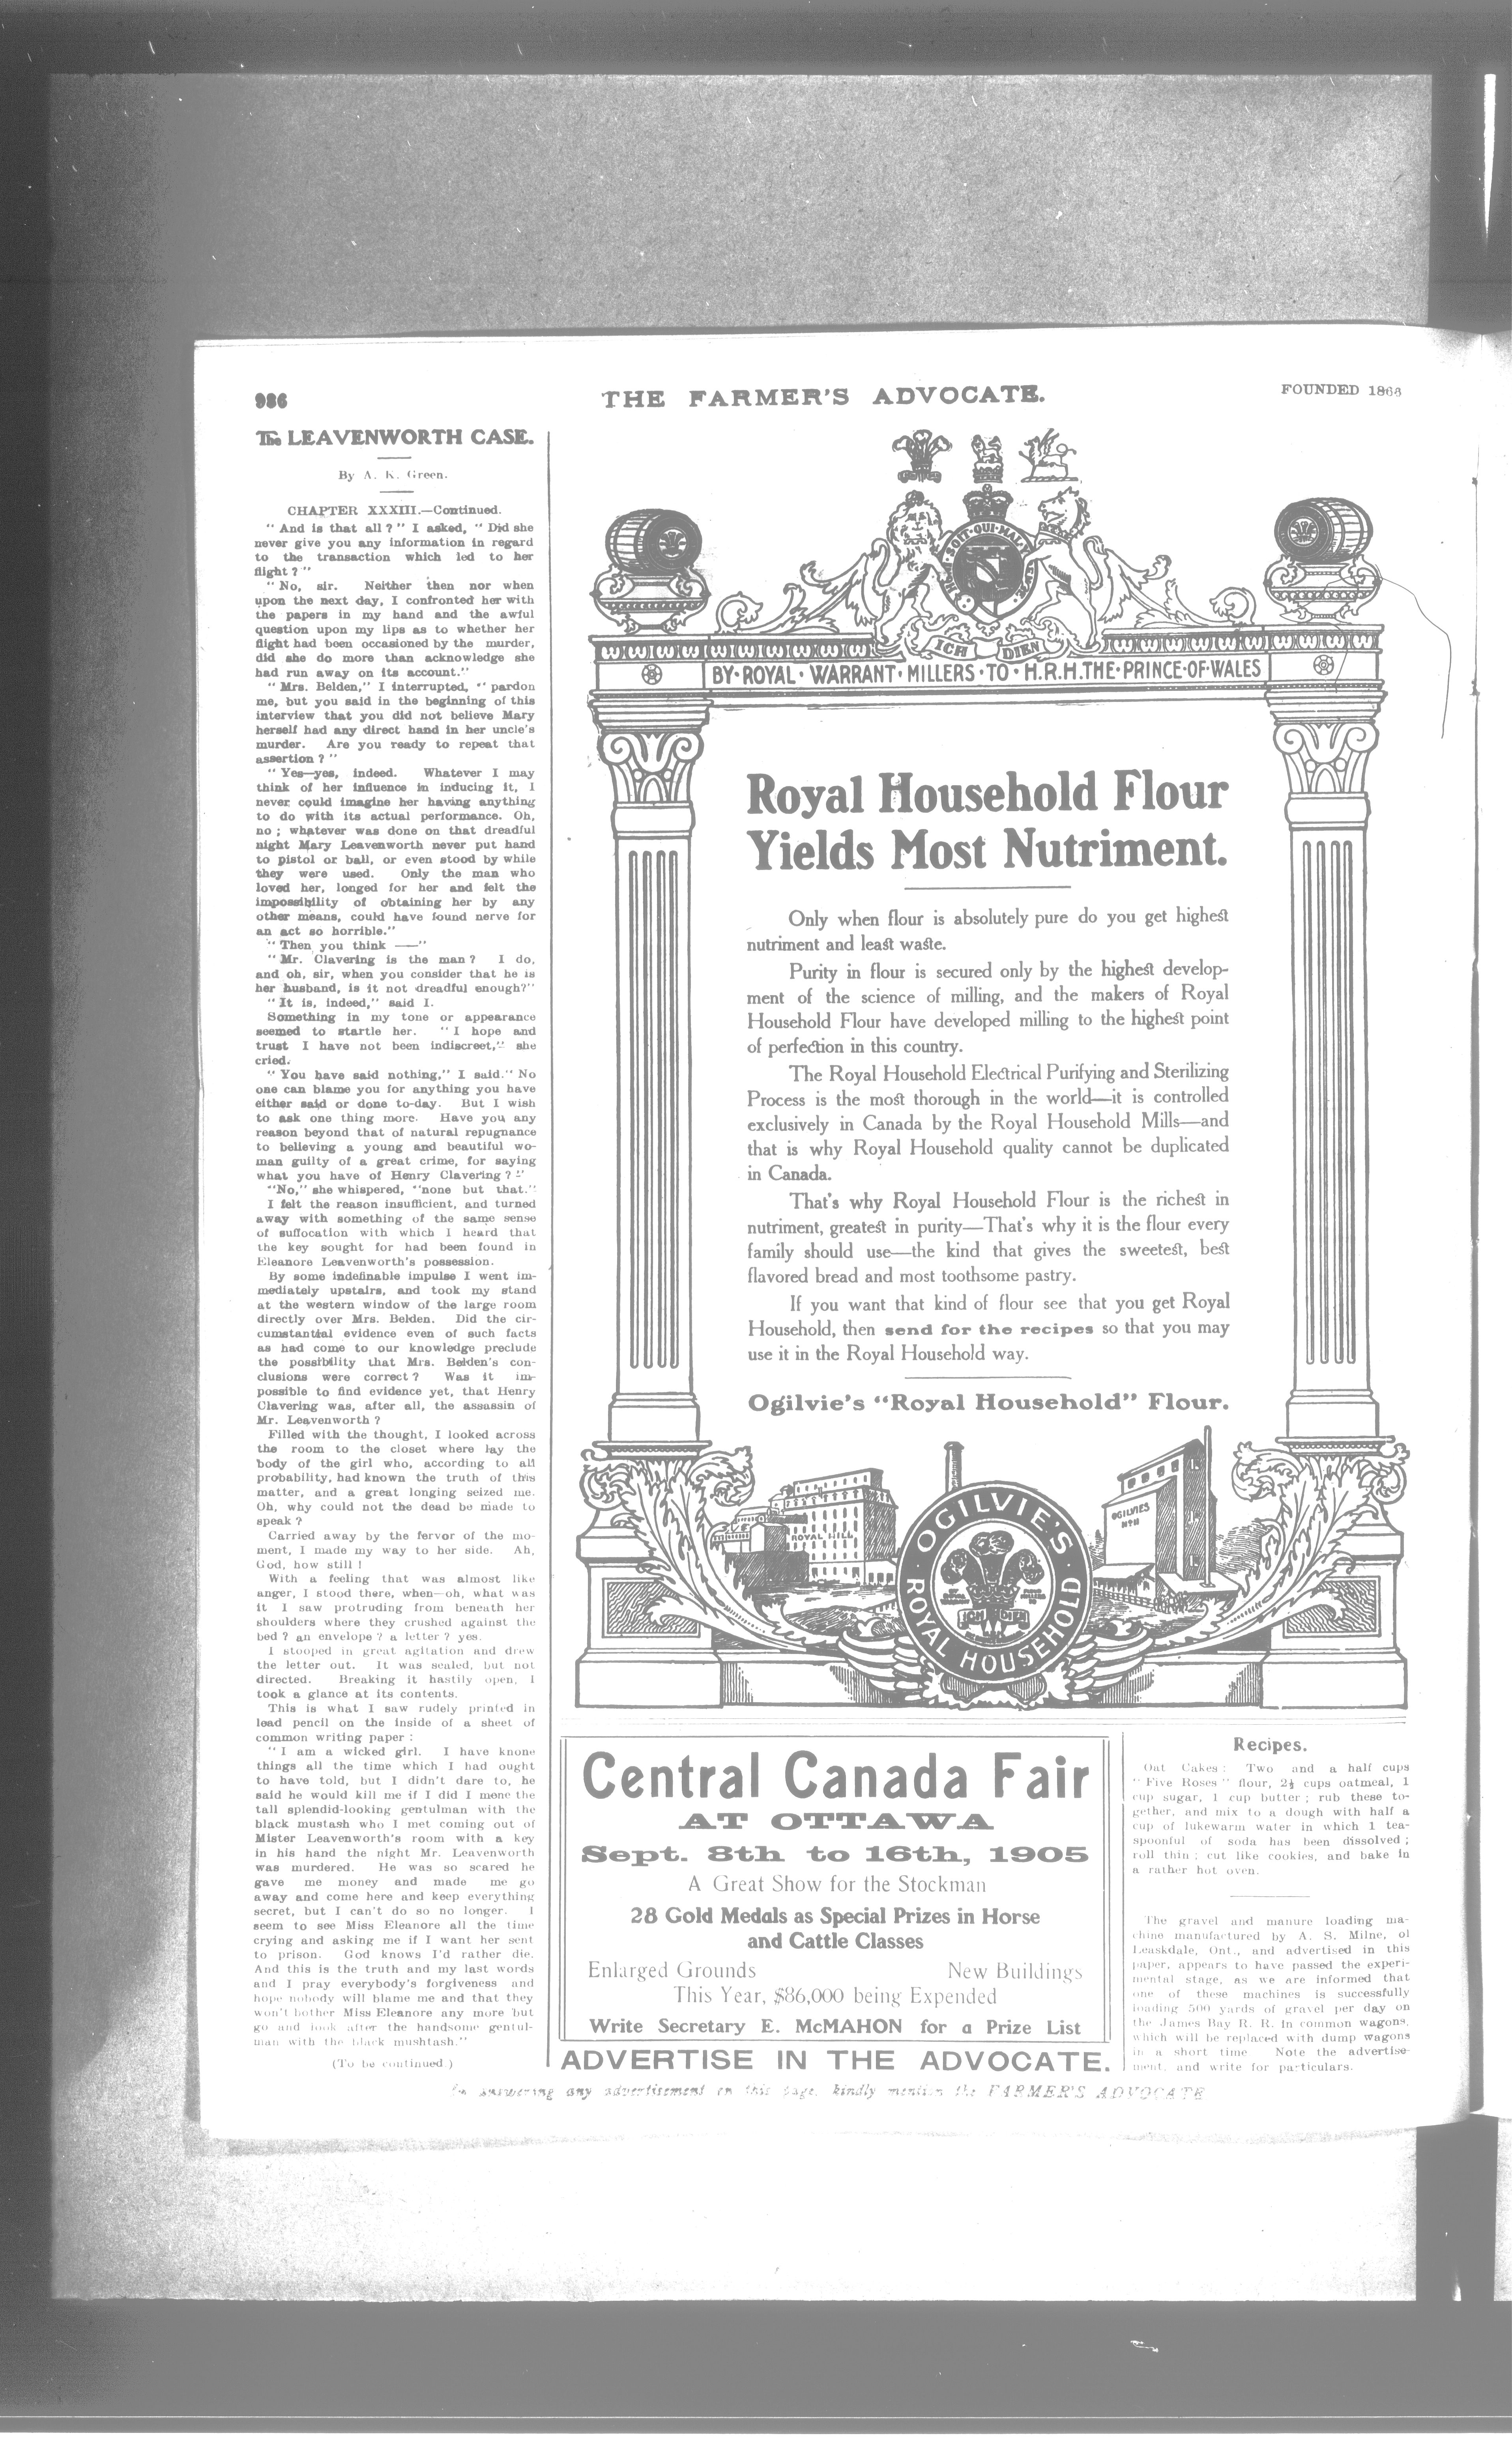 986
THE FARMER'S ADVOCATE.
FOUNDED 1866
The LEAVENWORTH CASE.
By A. K. Green.
CHAPTER XXXIII.—Continued.
" And is that all ? " I asked, " Did she
never give you any information in regard
to the transaction which led to her
flight ? "
" No, sir. Neither then nor when
upon the next day, I confronted her with
the papers in my hand and the awful
question upon my lips as to whether her
flight had been occasioned by the murder,
did she do more than acknowledge she
had run away on its account."
" Mrs. Belden," I interrupted, " pardon
me, but you said in the beginning of this
interview that you did not believe Mary
herself had any direct hand in her uncle's
murder. Are you ready to repeat that
assertion ? "
" Yes—yes, indeed. Whatever I may
think of her influence in inducing it, I
never could imagine her having anything
to do with its actual performance. Oh,
no ; whatever was done on that dreadful
night Mary Leavenworth never put hand
to pistol or ball, or even stood by while
they were used. Only the man who
loved her, longed for her and felt the
impossibility of obtaining her by any
other means, could have found nerve for
an act so horrible."
" Then you think ——"
" Mr. Clavering is the man ? I do,
and oh, sir, when you consider that he is
her husband, is it not dreadful enough?"
" It is, indeed," said I.
Something in my tone or appearance
seemed to startle her. " I hope and
trust I have not been indiscreet," she
cried.
" You have said nothing," I said. " No
one can blame you for anything you have
either said or done to-day. But I wish
to ask one thing more. Have you any
reason beyond that of natural repugnance
to believing a young and beautiful wo-
man guilty of a great crime, for saying
what you have of Henry Clavering ? "
"No," she whispered, "none but that."
I felt the reason insufficient, and turned
away with something of the same sense
of suffocation with which I heard that
the key sought for had been found in
Eleanore Leavenworth's possession.
By some indefinable impulse I went im-
mediately upstairs, and took my stand
at the western window of the large room
directly over Mrs. Belden. Did the cir-
cumstantial evidence even of such facts
as had come to our knowledge preclude
the possibility that Mrs. Belden's con-
clusions were correct ? Was it im-
possible to find evidence yet, that Henry
Clavering was, after all, the assassin of
Mr. Leavenworth ?
Filled with the thought, I looked across
the room to the closet where lay the
body of the girl who, according to all
probability, had known the truth of this
matter, and a great longing seized me.
Oh, why could not the dead be made to
speak ?
Carried away by the fervor of the mo-
ment, I made my way to her side. Ah,
God, how still !
With a feeling that was almost like
anger, I stood there, when—oh, what was
it I saw protruding from beneath her
shoulders where they crushed against the
bed ? an envelope ? a letter ? yes.
I stooped in great agitation and drew
the letter out. It was sealed, but not
directed. Breaking it hastily open, I
took a glance at its contents.
This is what I saw rudely printed in
lead pencil on the inside of a sheet of
common writing paper :
" I am a wicked girl. I have knone
things all the time which I had ought
to have told, but I didn't dare to, he
said he would kill me if I did I mene the
tall splendid-looking gentulman with the
black mustash who I met coming out of
Mister Leavenworth's room with a key
in his hand the night Mr. Leavenworth
was murdered. He was so scared he
gave me money and made me go
away and come here and keep everything
secret, but I can't do so no longer. I
seem to see Miss Eleanore all the time
crying and asking me if I want her sent
to prison. God knows I'd rather die.
And this is the truth and my last words
and I pray everybody's forgiveness and
hope nobody will blame me and that they
won't bother Miss Eleanore any more but
go and look after the handsome gentul-
man with the black mushtash."
(To be continued.)
HONI SOIT QUI MAL Y PENSE
ICH DIEN
BY · ROYAL · WARRANT · MILLERS · TO · H.R.H. THE · PRINCE · OF · WALES
Royal Household Flour
Yields Most Nutriment.
Only when flour is absolutely pure do you get highest
nutriment and least waste.
Purity in flour is secured only by the highest develop-
ment of the science of milling, and the makers of Royal
Household Flour have developed milling to the highest point
of perfection in this country.
The Royal Household Electrical Purifying and Sterilizing
Process is the most thorough in the world—it is controlled
exclusively in Canada by the Royal Household Mills—and
that is why Royal Household quality cannot be duplicated
in Canada.
That's why Royal Household Flour is the richest in
nutriment, greatest in purity—That's why it is the flour every
family should use—the kind that gives the sweetest, best
flavored bread and most toothsome pastry.
If you want that kind of flour see that you get Royal
Household, then send for the recipes so that you may
use it in the Royal Household way.
Ogilvie's "Royal Household" Flour.
ROYAL MILL
OGILVIES
OGILVIE'S
ICH DIEN
ROYAL HOUSEHOLD
Central Canada Fair
AT OTTAWA
Sept. 8th to 16th, 1905
A Great Show for the Stockman
28 Gold Medals as Special Prizes in Horse
and Cattle Classes
Enlarged Grounds New Buildings
This Year, $86,000 being Expended
Write Secretary E. McMAHON for a Prize List
ADVERTISE IN THE ADVOCATE.
Recipes.
Oat Cakes : Two and a half cups
" Five Roses " flour, 2½ cups oatmeal, 1
cup sugar, 1 cup butter ; rub these to-
gether, and mix to a dough with half a
cup of lukewarm water in which 1 tea-
spoonful of soda has been dissolved ;
roll thin ; cut like cookies, and bake in
a rather hot oven.
The gravel and manure loading ma-
chine manufactured by A. S. Milne, of
Leaskdale, Ont., and advertised in this
paper, appears to have passed the experi-
mental stage, as we are informed that
one of these machines is successfully
loading 500 yards of gravel per day on
the James Bay R. R. in common wagons,
which will be replaced with dump wagons
in a short time Note the advertise-
ment, and write for particulars.
In answering any advertisement on this page, kindly mention the FARMER'S ADVOCATE